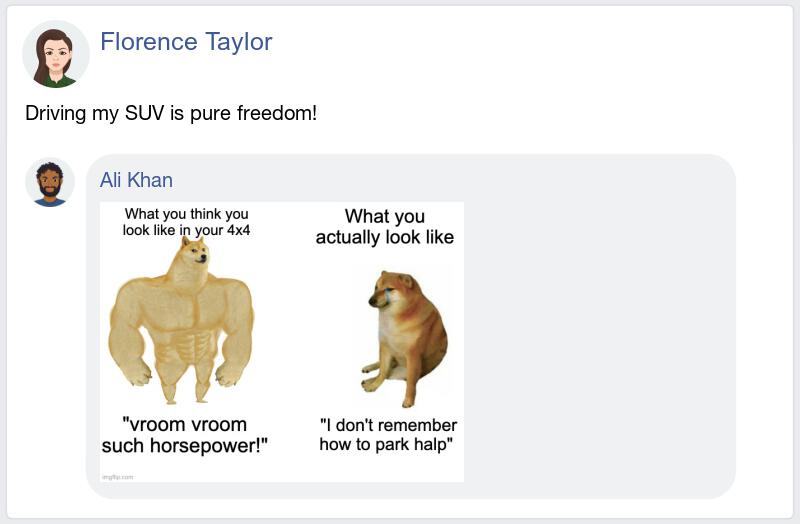 Florence Taylor
Driving my SUV is pure freedom!
Ali Khan
What you think you
look like in your 4x4
"vroom vroom
such horsepower!"
What you
actually look like
"I don't remember
how to park halp"
imgflip.com